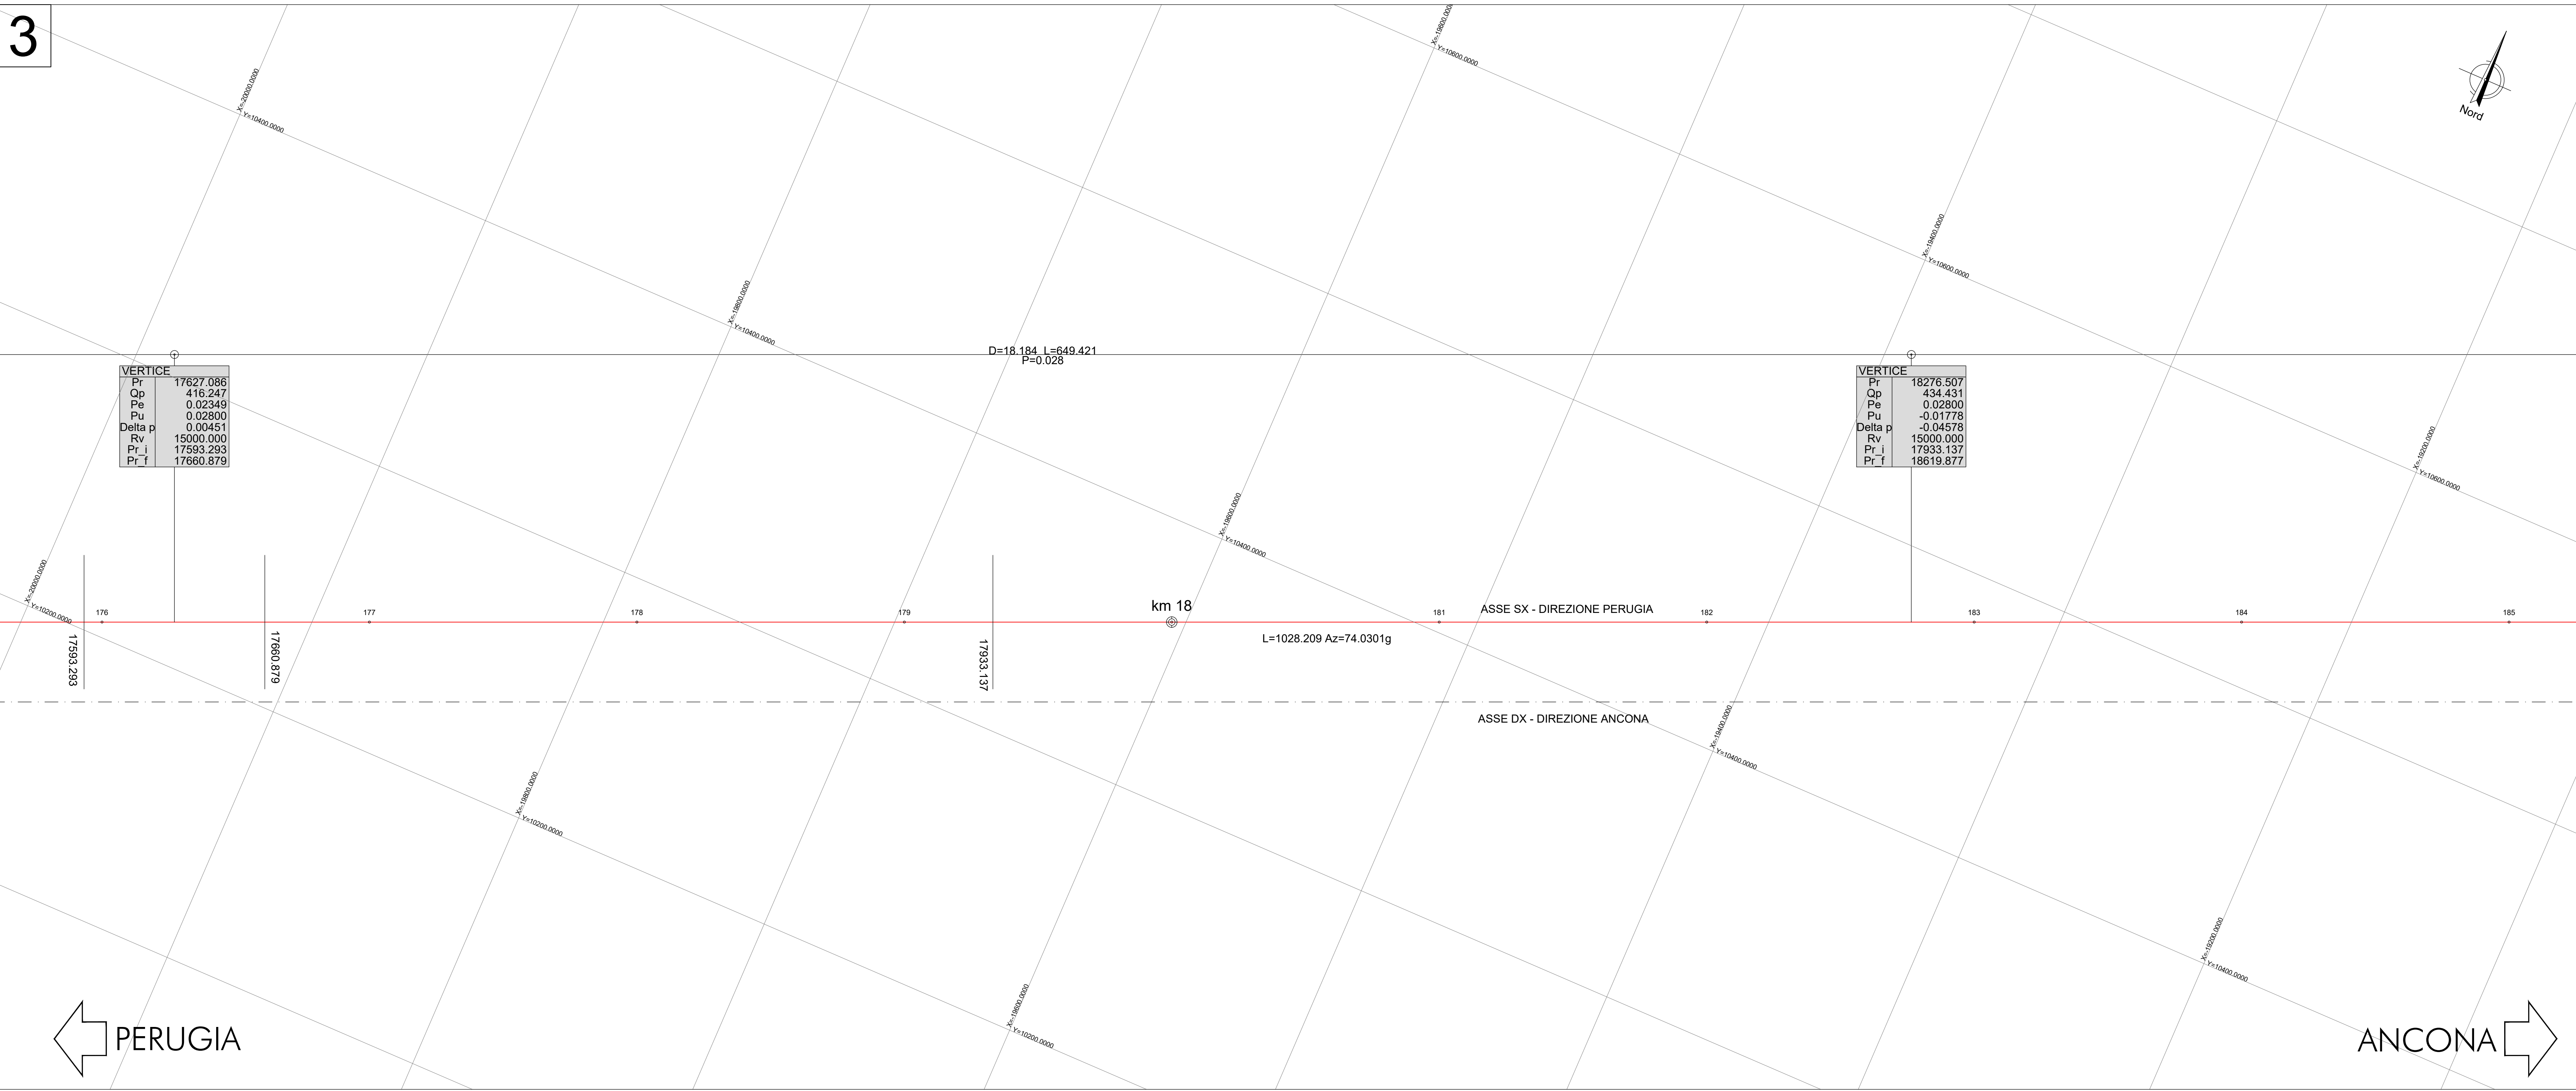 3
X=-19600.0000
Y=10600.0000
X=-20000.0000
Y=10400.0000
Nord
X=-19400.0000
Y=10600.0000
X=-19800.0000
Y=10400.0000
D=18.184 L=649.421
P=0.028
VERTICE
Pr 17627.086
Qp 416.247
Pe 0.02349
Pu 0.02800
Delta p 0.00451
Rv 15000.000
Pr_i 17593.293
Pr_f 17660.879
VERTICE
Pr 18276.507
Qp 434.431
Pe 0.02800
Pu -0.01778
Delta p -0.04578
Rv 15000.000
Pr_i 17933.137
Pr_f 18619.877
X=-19200.0000
Y=10600.0000
X=-19600.0000
Y=10400.0000
X=-20000.0000
Y=10200.0000
176
177
178
179
km 18
181
ASSE SX - DIREZIONE PERUGIA
182
183
184
185
17593.293
17660.879
17933.137
L=1028.209 Az=74.0301g
ASSE DX - DIREZIONE ANCONA
X=-19400.0000
Y=10400.0000
X=-19800.0000
Y=10200.0000
X=-19200.0000
Y=10400.0000
X=-19600.0000
Y=10200.0000
PERUGIA
ANCONA